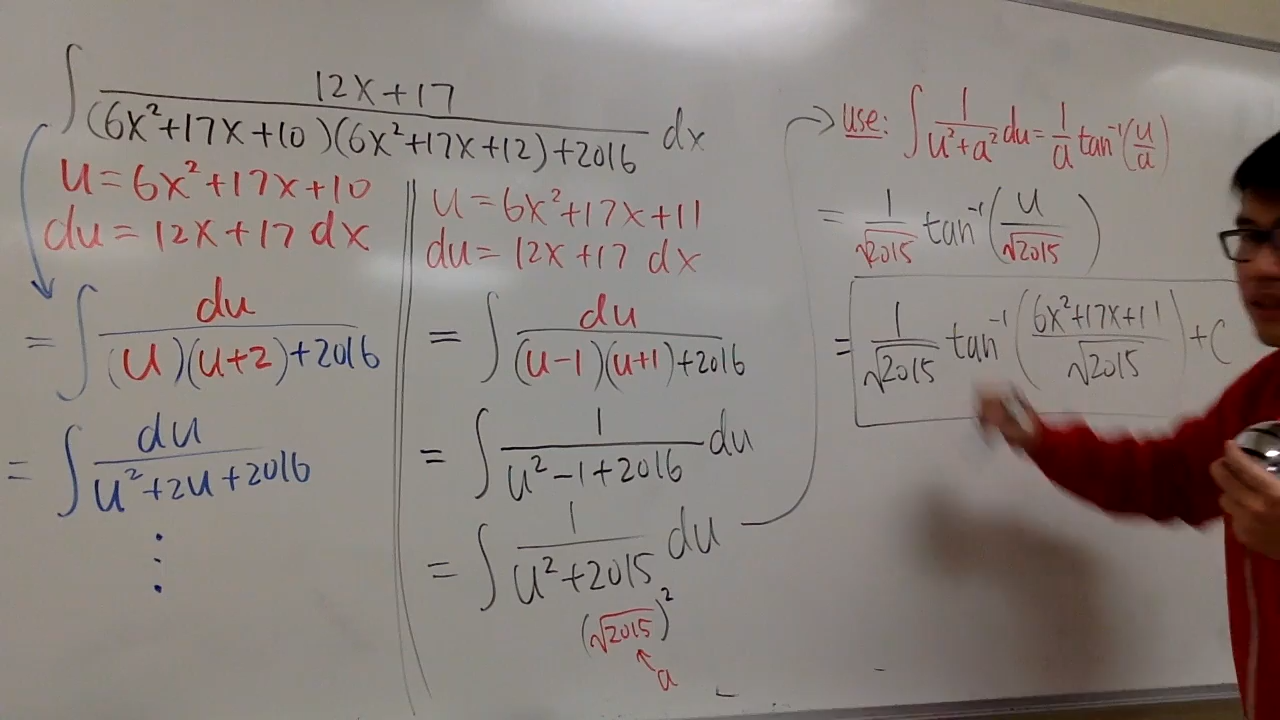 ∫ (12x+17)/((6x²+17x+10)(6x²+17x+12)+2016) dx
u = 6x²+17x+10
du = 12x+17 dx
= ∫ du/((u)(u+2)+2016)
= ∫ du/(u²+2u+2016)
⋮
u = 6x²+17x+11
du = 12x+17 dx
= ∫ du/((u-1)(u+1)+2016)
= ∫ 1/(u²-1+2016) du
= ∫ 1/(u²+2015) du
(√2015)²
a
use: ∫ 1/(u²+a²) du = 1/a tan⁻¹(u/a)
= 1/√2015 tan⁻¹(u/√2015)
= 1/√2015 tan⁻¹((6x²+17x+11)/√2015) + C